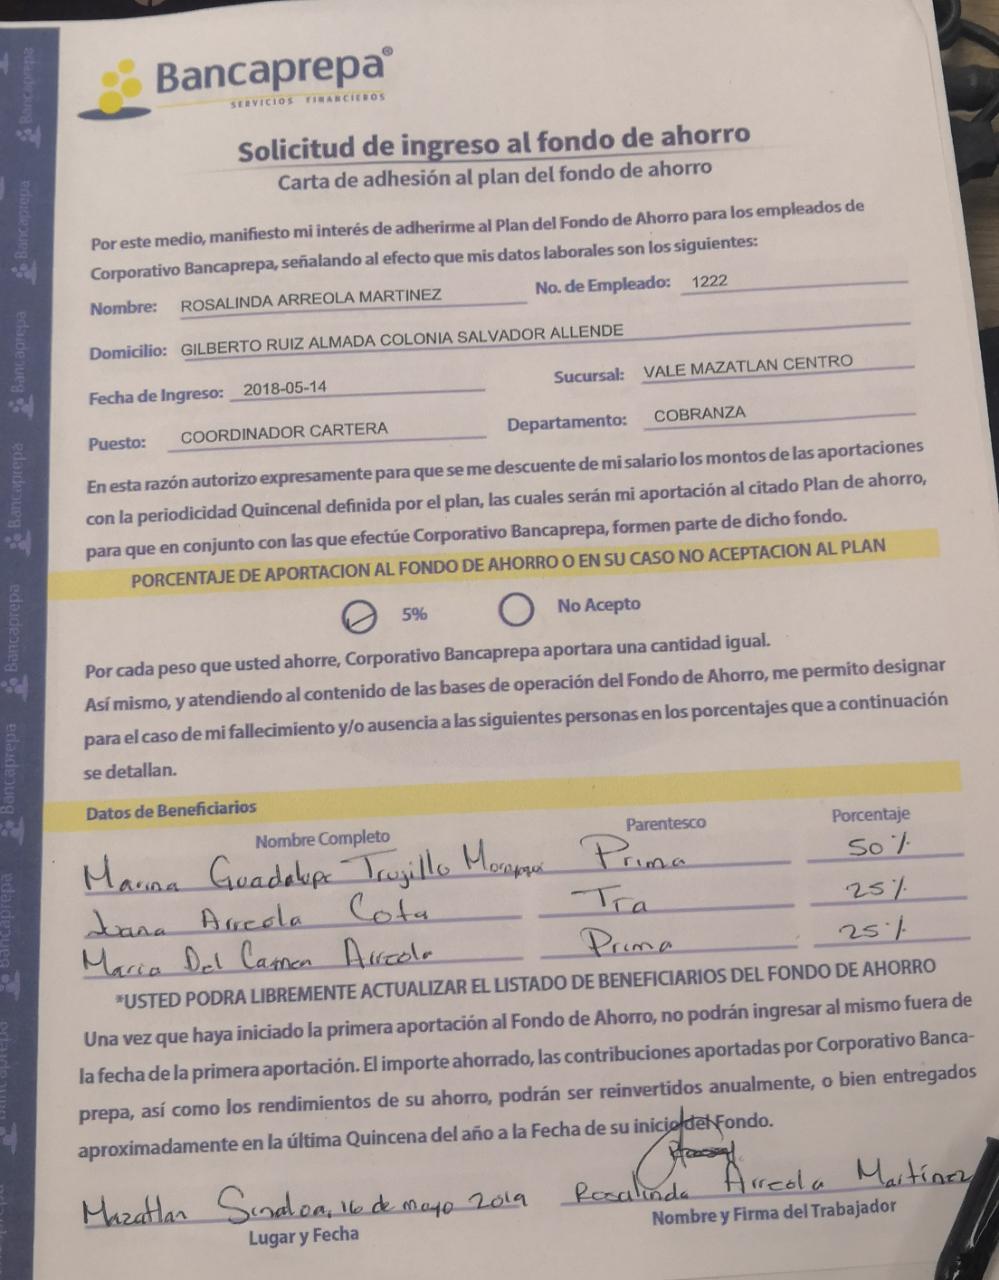 Bancaprepa®
SERVICIOS FINANCIEROS
Solicitud de ingreso al fondo de ahorro
Carta de adhesión al plan del fondo de ahorro
Por este medio, manifiesto mi interés de adherirme al Plan del Fondo de Ahorro para los empleados de
Corporativo Bancaprepa, señalando al efecto que mis datos laborales son los siguientes:
Nombre: ROSALINDA ARREOLA MARTINEZ No. de Empleado: 1222
Domicilio: GILBERTO RUIZ ALMADA COLONIA SALVADOR ALLENDE
Fecha de Ingreso: 2018-05-14 Sucursal: VALE MAZATLAN CENTRO
Puesto: COORDINADOR CARTERA Departamento: COBRANZA
En esta razón autorizo expresamente para que se me descuente de mi salario los montos de las aportaciones
con la periodicidad Quincenal definida por el plan, las cuales serán mi aportación al citado Plan de ahorro,
para que en conjunto con las que efectúe Corporativo Bancaprepa, formen parte de dicho fondo.
PORCENTAJE DE APORTACION AL FONDO DE AHORRO O EN SU CASO NO ACEPTACION AL PLAN
5% No Acepto
Por cada peso que usted ahorre, Corporativo Bancaprepa aportara una cantidad igual.
Así mismo, y atendiendo al contenido de las bases de operación del Fondo de Ahorro, me permito designar
para el caso de mi fallecimiento y/o ausencia a las siguientes personas en los porcentajes que a continuación
se detallan.
Datos de Beneficiarios
Nombre Completo Parentesco Porcentaje
Marina Guadalupe Trujillo Prima 50%
Arreola Cota Tra 25%
Maria Del Carmen Arreola Prima 25%
*USTED PODRA LIBREMENTE ACTUALIZAR EL LISTADO DE BENEFICIARIOS DEL FONDO DE AHORRO
Una vez que haya iniciado la primera aportación al Fondo de Ahorro, no podrán ingresar al mismo fuera de
la fecha de la primera aportación. El importe ahorrado, las contribuciones aportadas por Corporativo Banca-
prepa, así como los rendimientos de su ahorro, podrán ser reinvertidos anualmente, o bien entregados
aproximadamente en la última Quincena del año a la Fecha de su inicio del Fondo.
Mazatlan Sinaloa, 16 de mayo 2019 Rosalinda Arreola Martínez
Lugar y Fecha Nombre y Firma del Trabajador